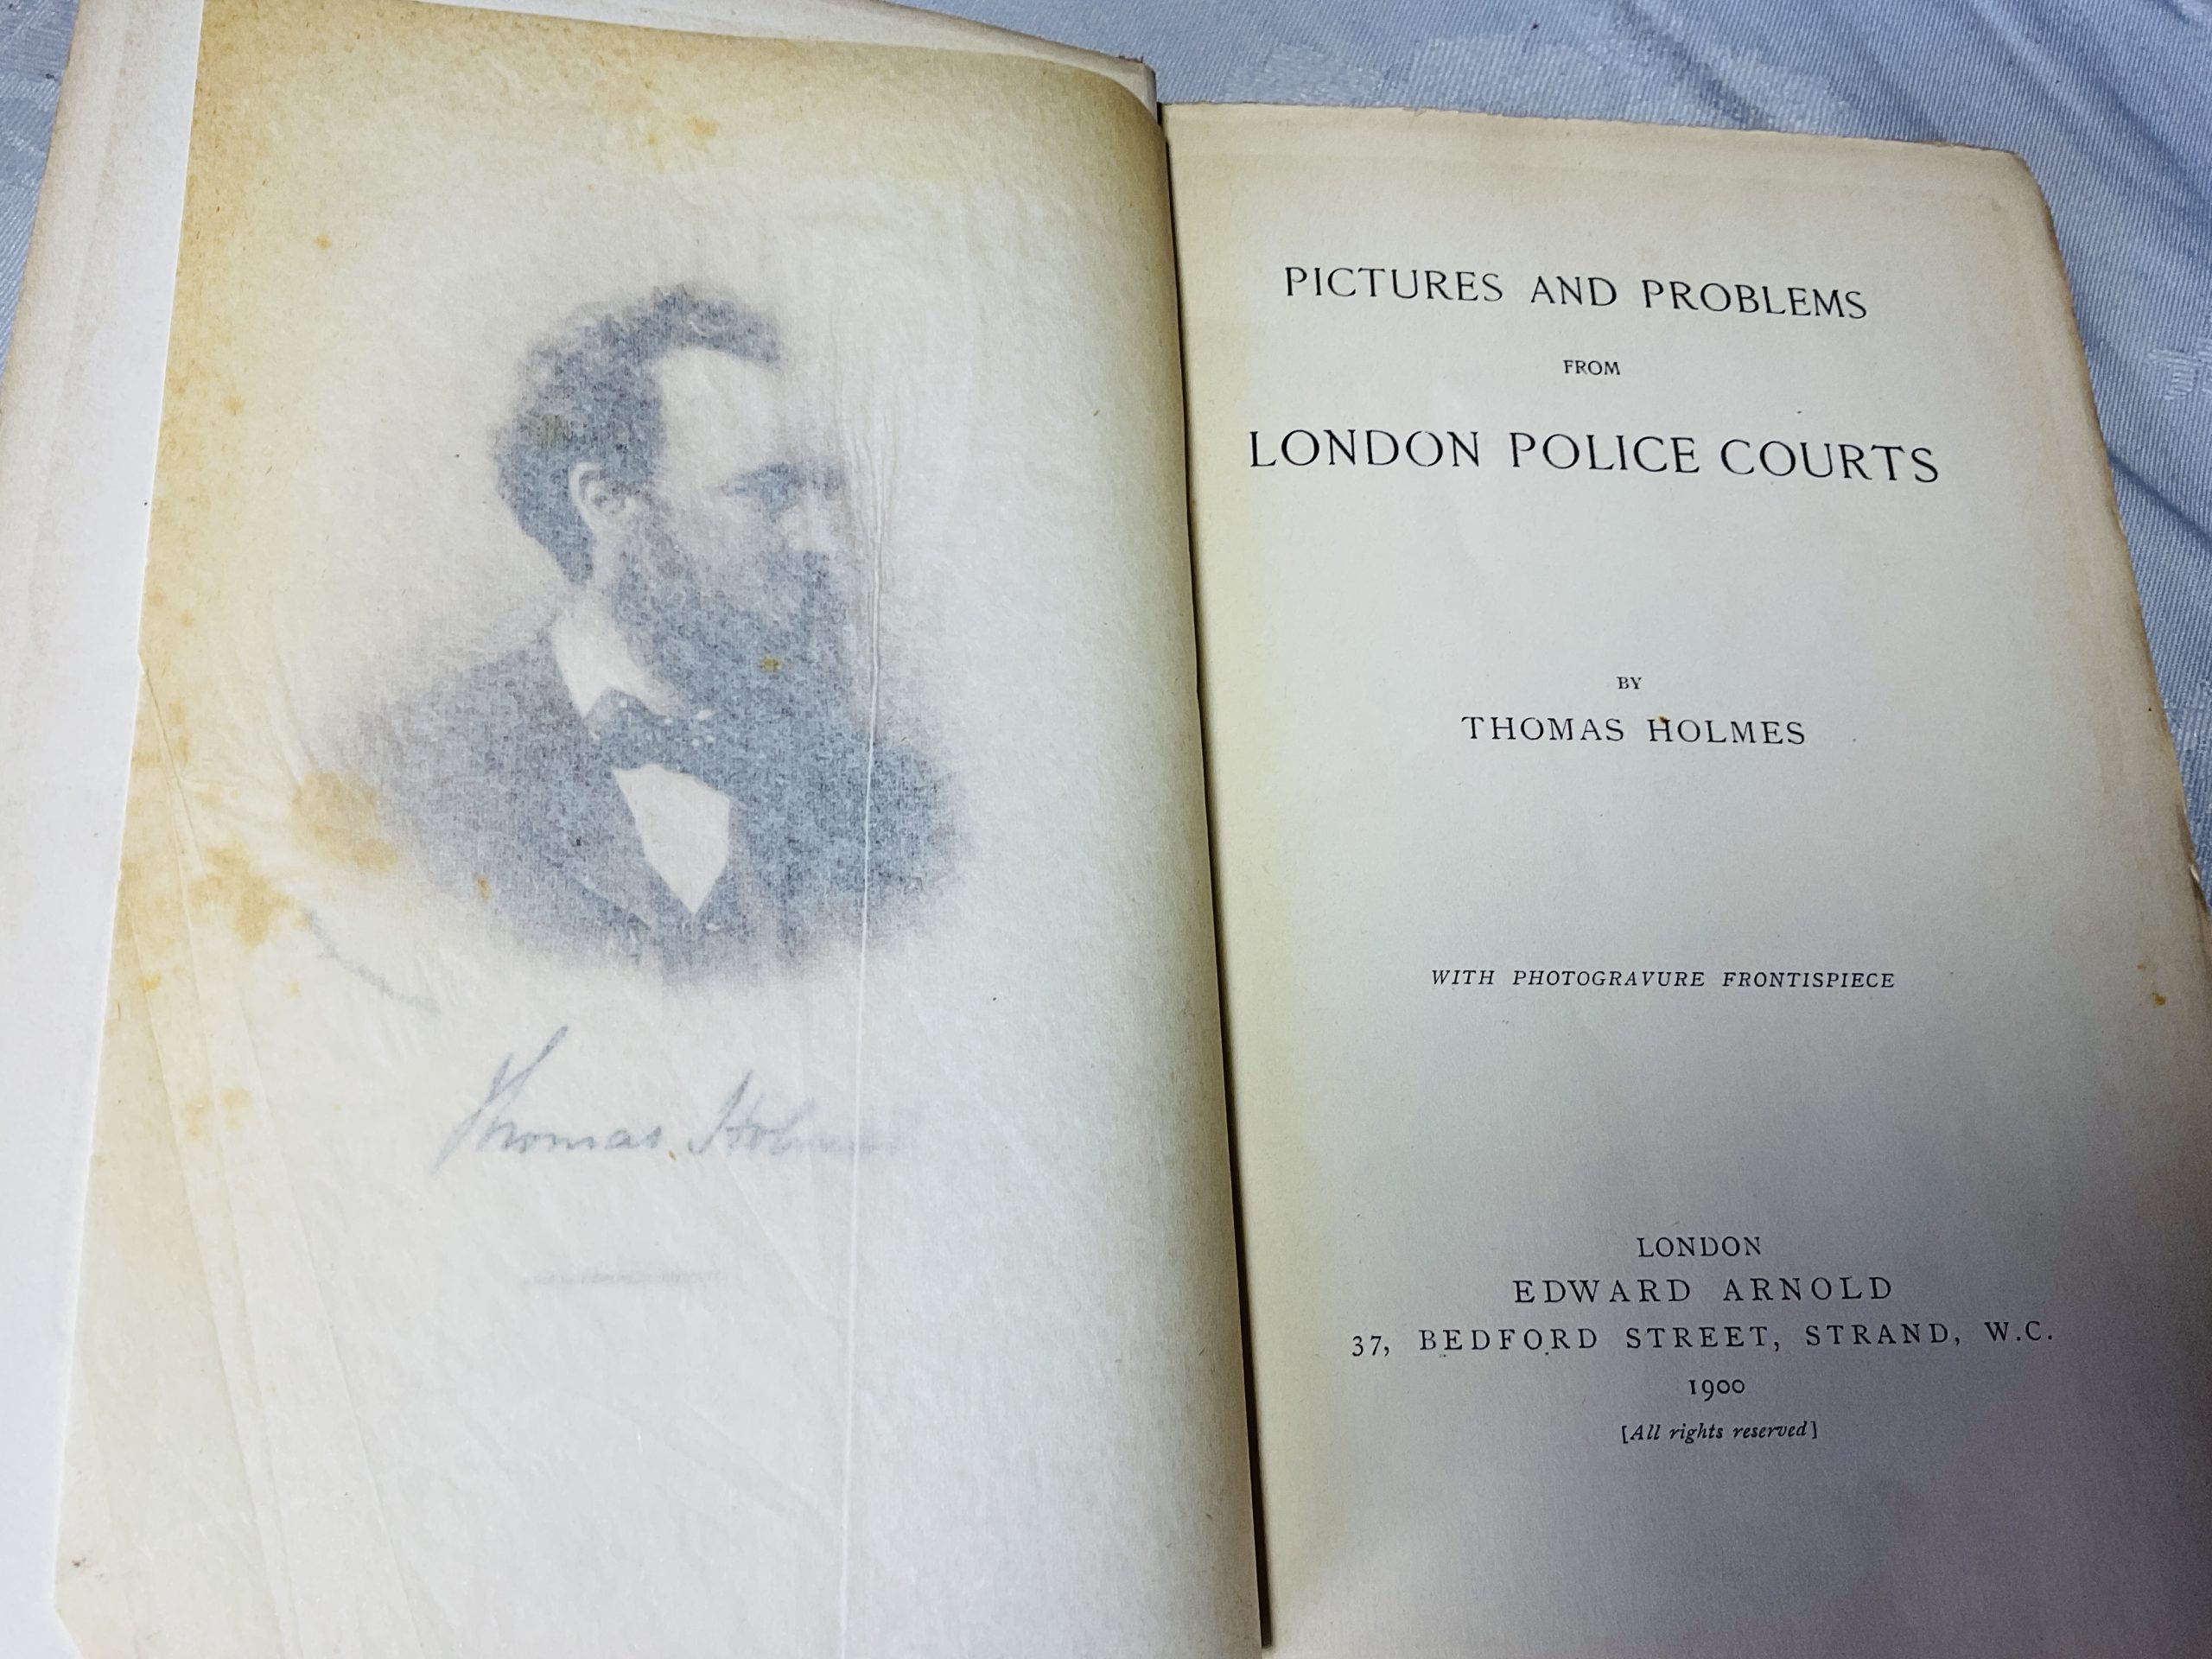 Thomas Holmes
PICTURES AND PROBLEMS
FROM
LONDON POLICE COURTS
BY
THOMAS HOLMES
WITH PHOTOGRAVURE FRONTISPIECE
LONDON
EDWARD ARNOLD
37, BEDFORD STREET, STRAND, W.C.
1900
[All rights reserved]